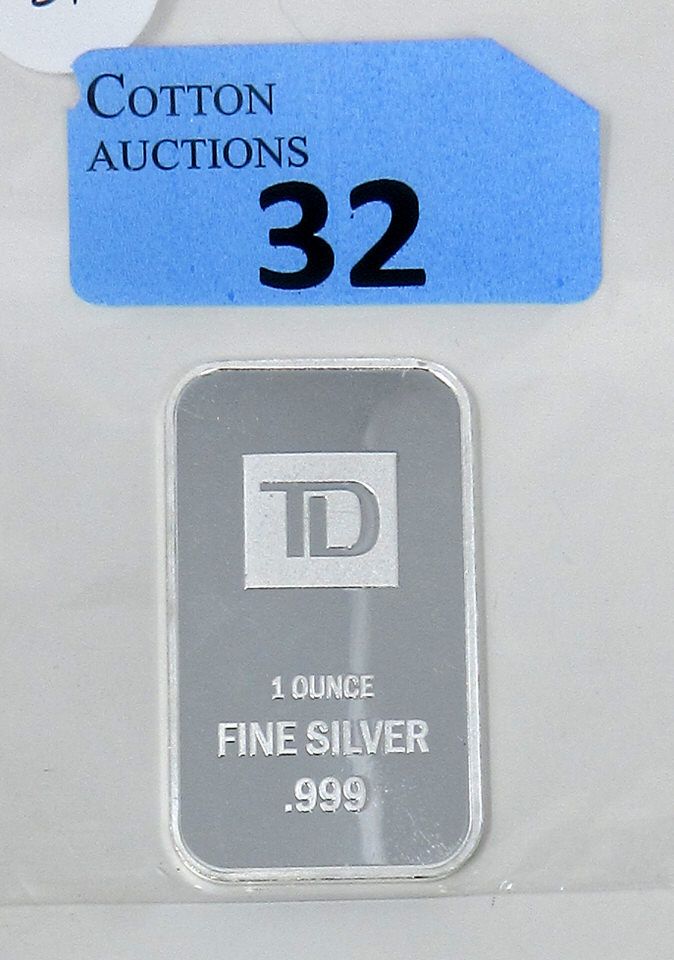 COTTON
AUCTIONS
32
TD
1 OUNCE
FINE SILVER
.999